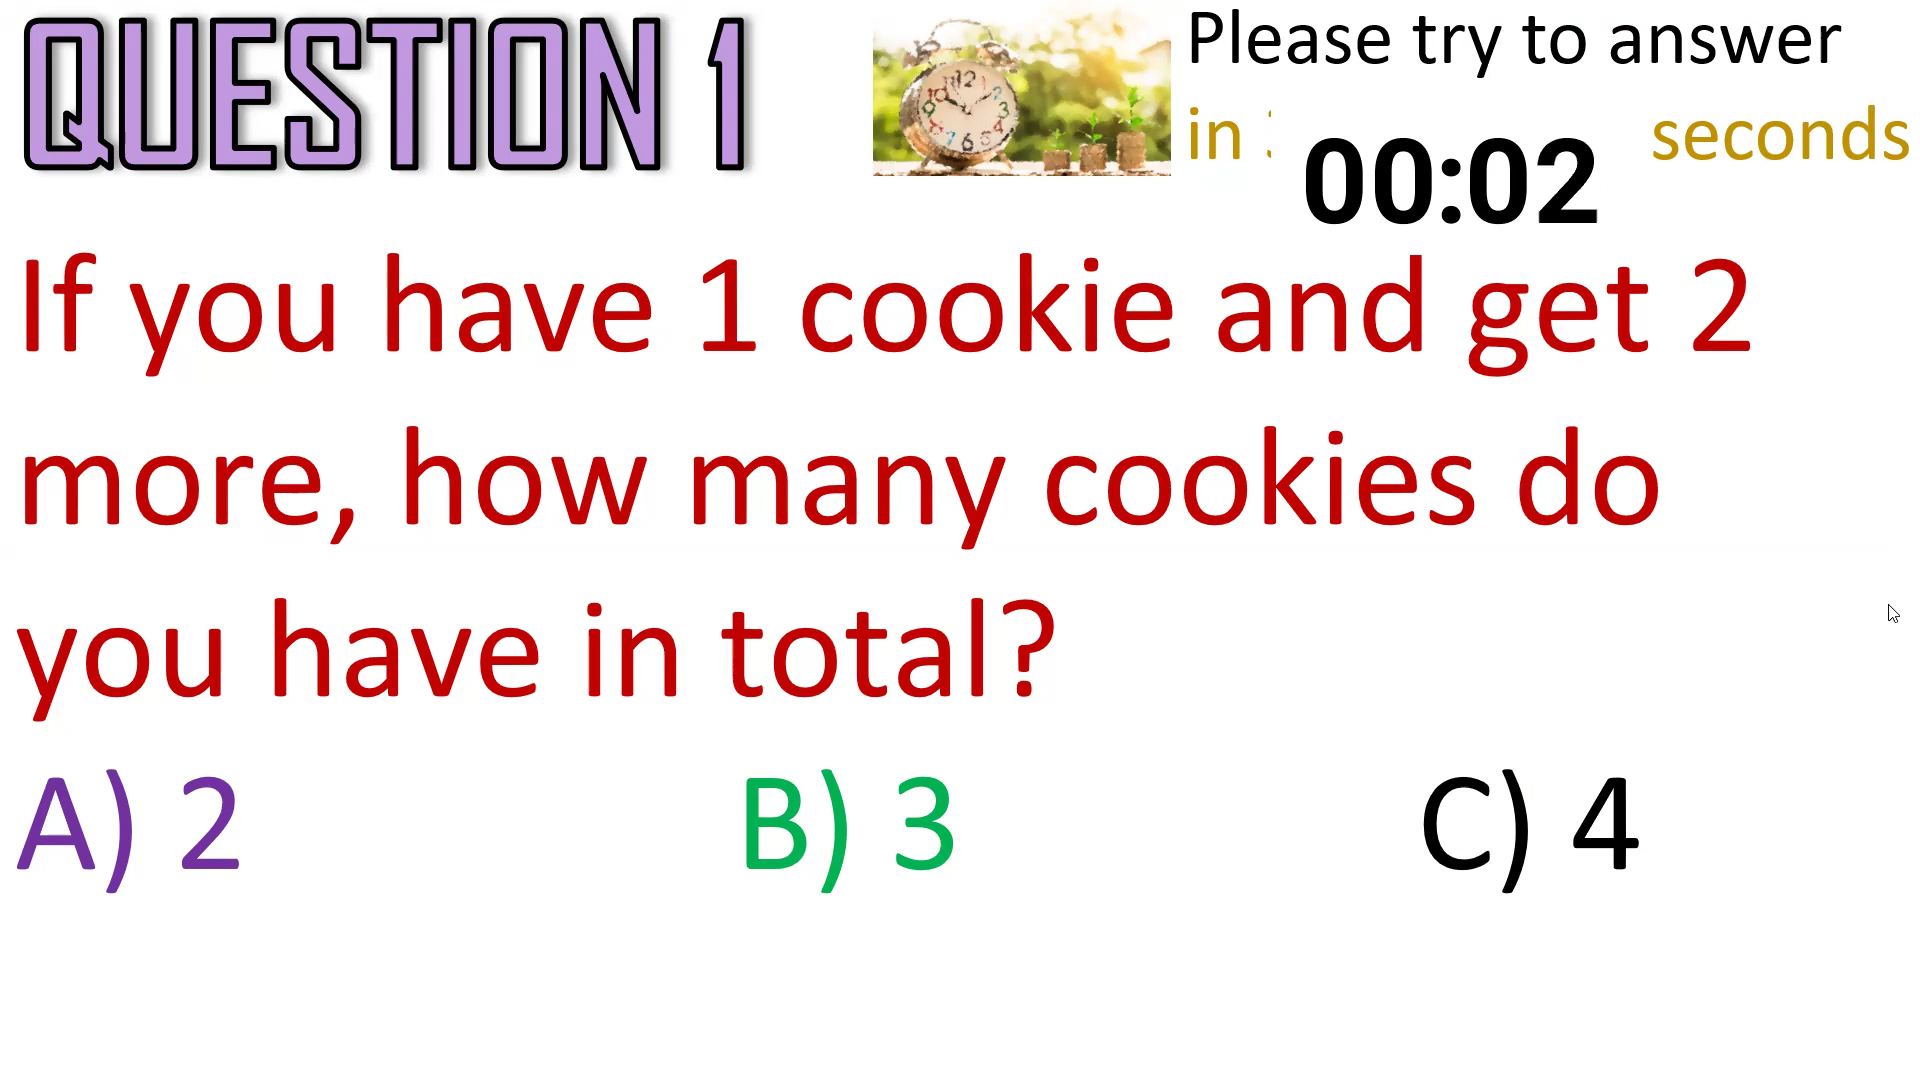 QUESTION 1
Please try to answer
in seconds
00:02
If you have 1 cookie and get 2
more, how many cookies do
you have in total?
A) 2 B) 3 C) 4